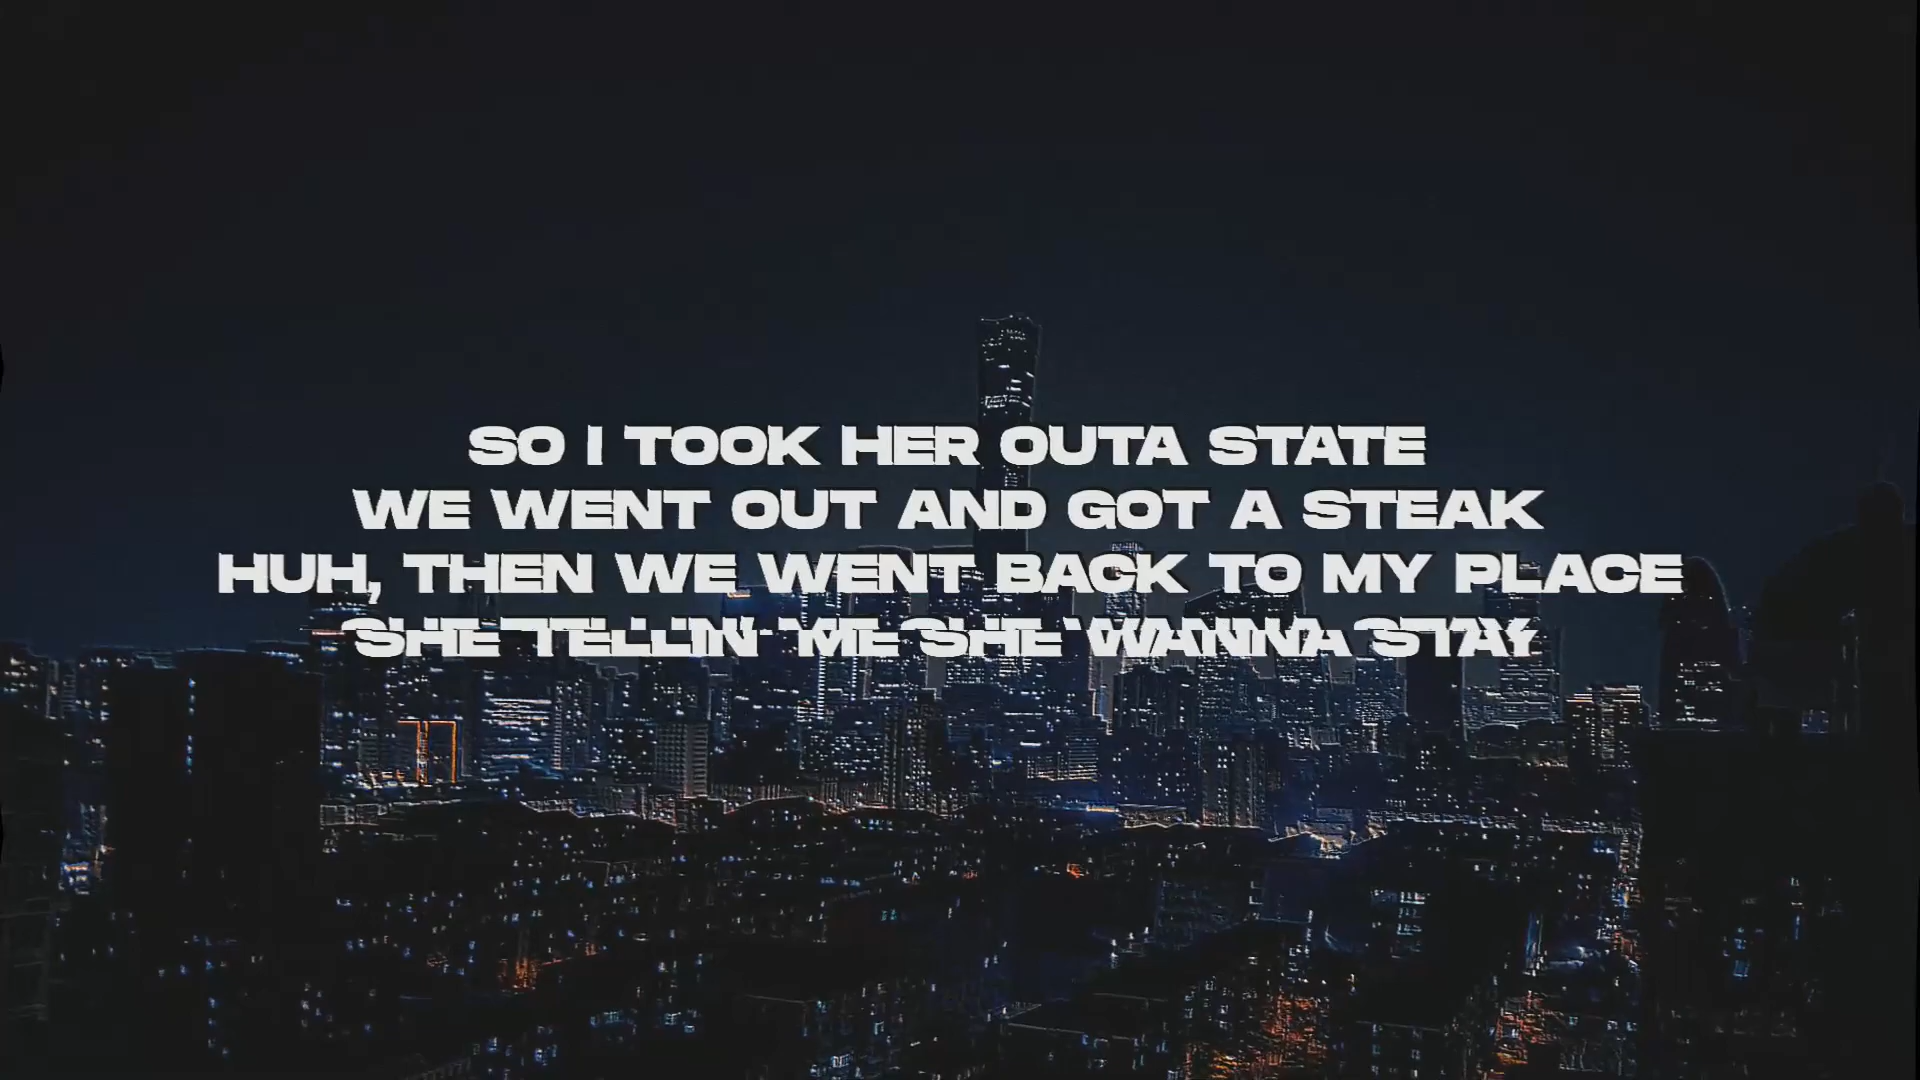 SO I TOOK HER OUTA STATE
WE WENT OUT AND GOT A STEAK
HUH, THEN WE WENT BACK TO MY PLACE
SHE TELLIN' ME SHE WANNA STAY